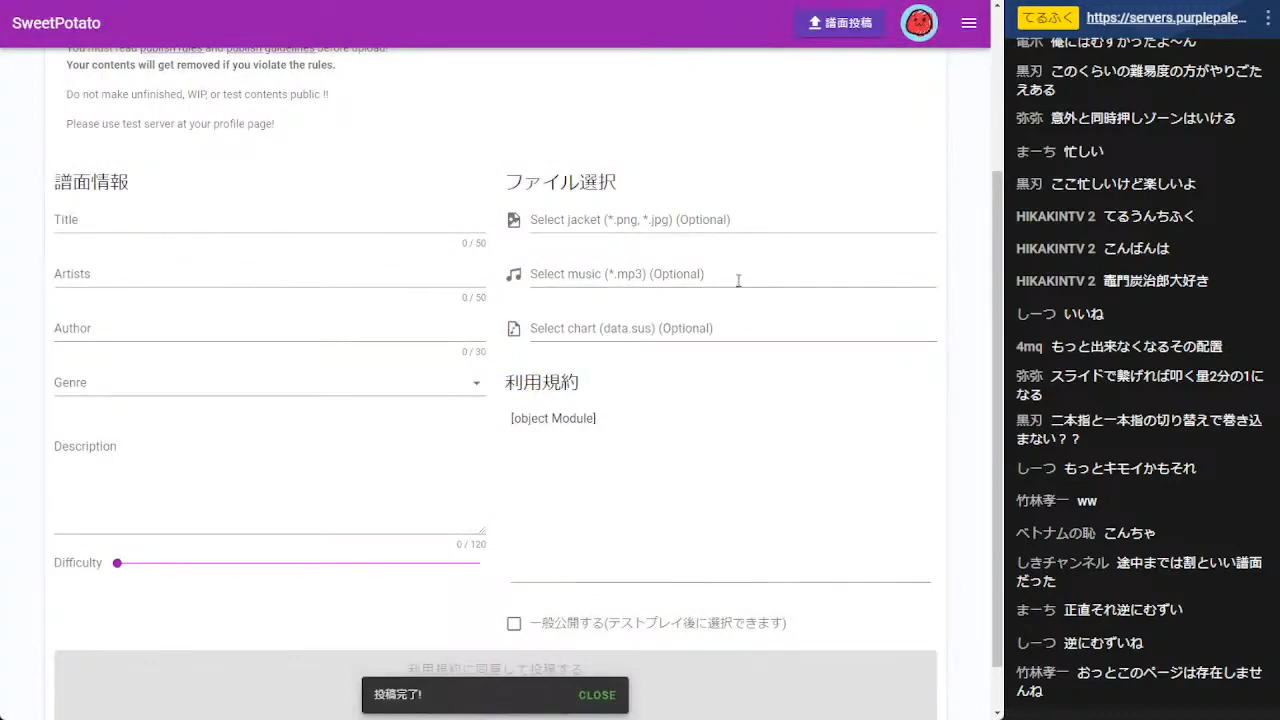 SweetPotato
譜面投稿
You must read publish rules and publish guidelines before upload!
Your contents will get removed if you violate the rules.
Do not make unfinished, WIP, or test contents public !!
Please use test server at your profile page!
譜面情報
Title
0 / 50
Artists
0 / 50
Author
0 / 30
Genre
Description
0 / 120
Difficulty
ファイル選択
Select jacket (*.png, *.jpg) (Optional)
Select music (*.mp3) (Optional)
Select chart (data.sus) (Optional)
利用規約
[object Module]
一般公開する(テストプレイ後に選択できます)
利用規約に同意して投稿する
投稿完了!
CLOSE
てるふく https://servers.purplepale...
俺にはむずかったよ〜ん
黒刃 このくらいの難易度の方がやりごた
えある
弥弥 意外と同時押しゾーンはいける
まーち 忙しい
黒刃 ここ忙しいけど楽しいよ
HIKAKINTV 2 てるうんちふく
HIKAKINTV 2 こんばんは
HIKAKINTV 2 竈門炭治郎大好き
しーつ いいね
4mq もっと出来なくなるその配置
弥弥 スライドで繋げれば叩く量2分の1に
なる
黒刃 二本指と一本指の切り替えで巻き込
まない？？
しーつ もっとキモイかもそれ
竹林孝一 ww
ベトナムの恥 こんちゃ
しきチャンネル 途中までは割といい譜面
だった
まーち 正直それ逆にむずい
しーつ 逆にむずいね
竹林孝一 おっとこのページは存在しませ
んね